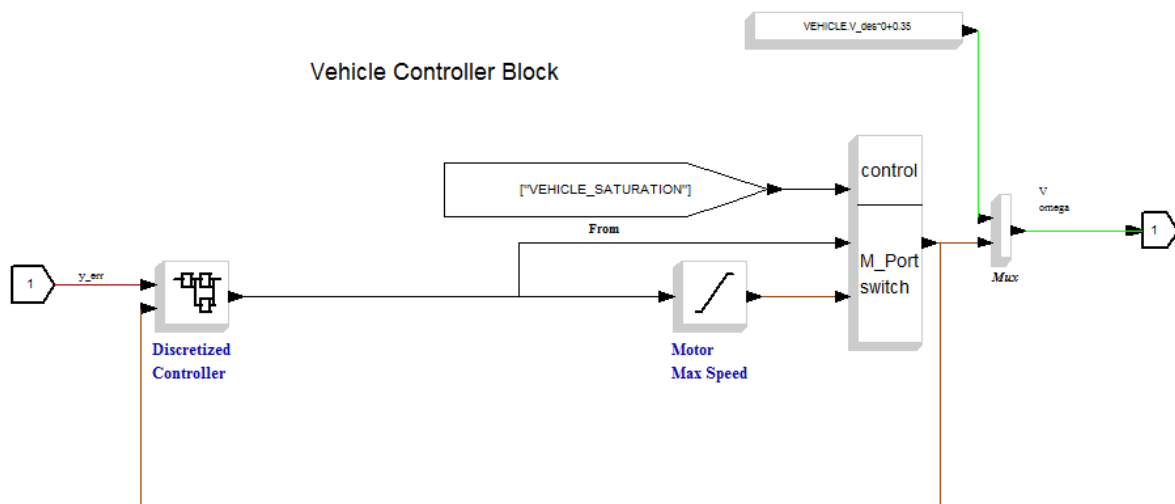 VEHICLE.V_des*0+0.35
Vehicle Controller Block
["VEHICLE_SATURATION"]
From
control
M_Port
switch
V
omega
1
Mux
1
y_err
Discretized
Controller
Motor
Max Speed